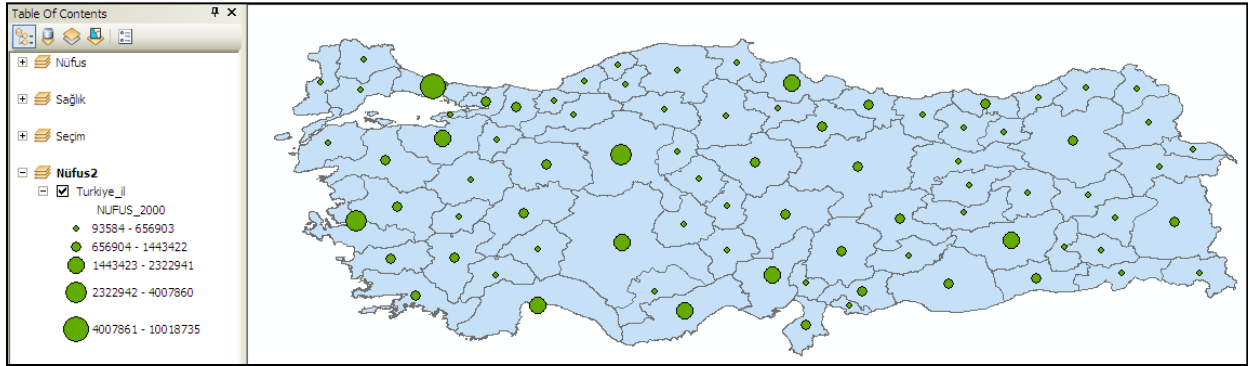 Table Of Contents
Nüfus
Sağlık
Seçim
Nüfus2
Turkiye_il
NUFUS_2000
93584 - 656903
656904 - 1443422
1443423 - 2322941
2322942 - 4007860
4007861 - 10018735